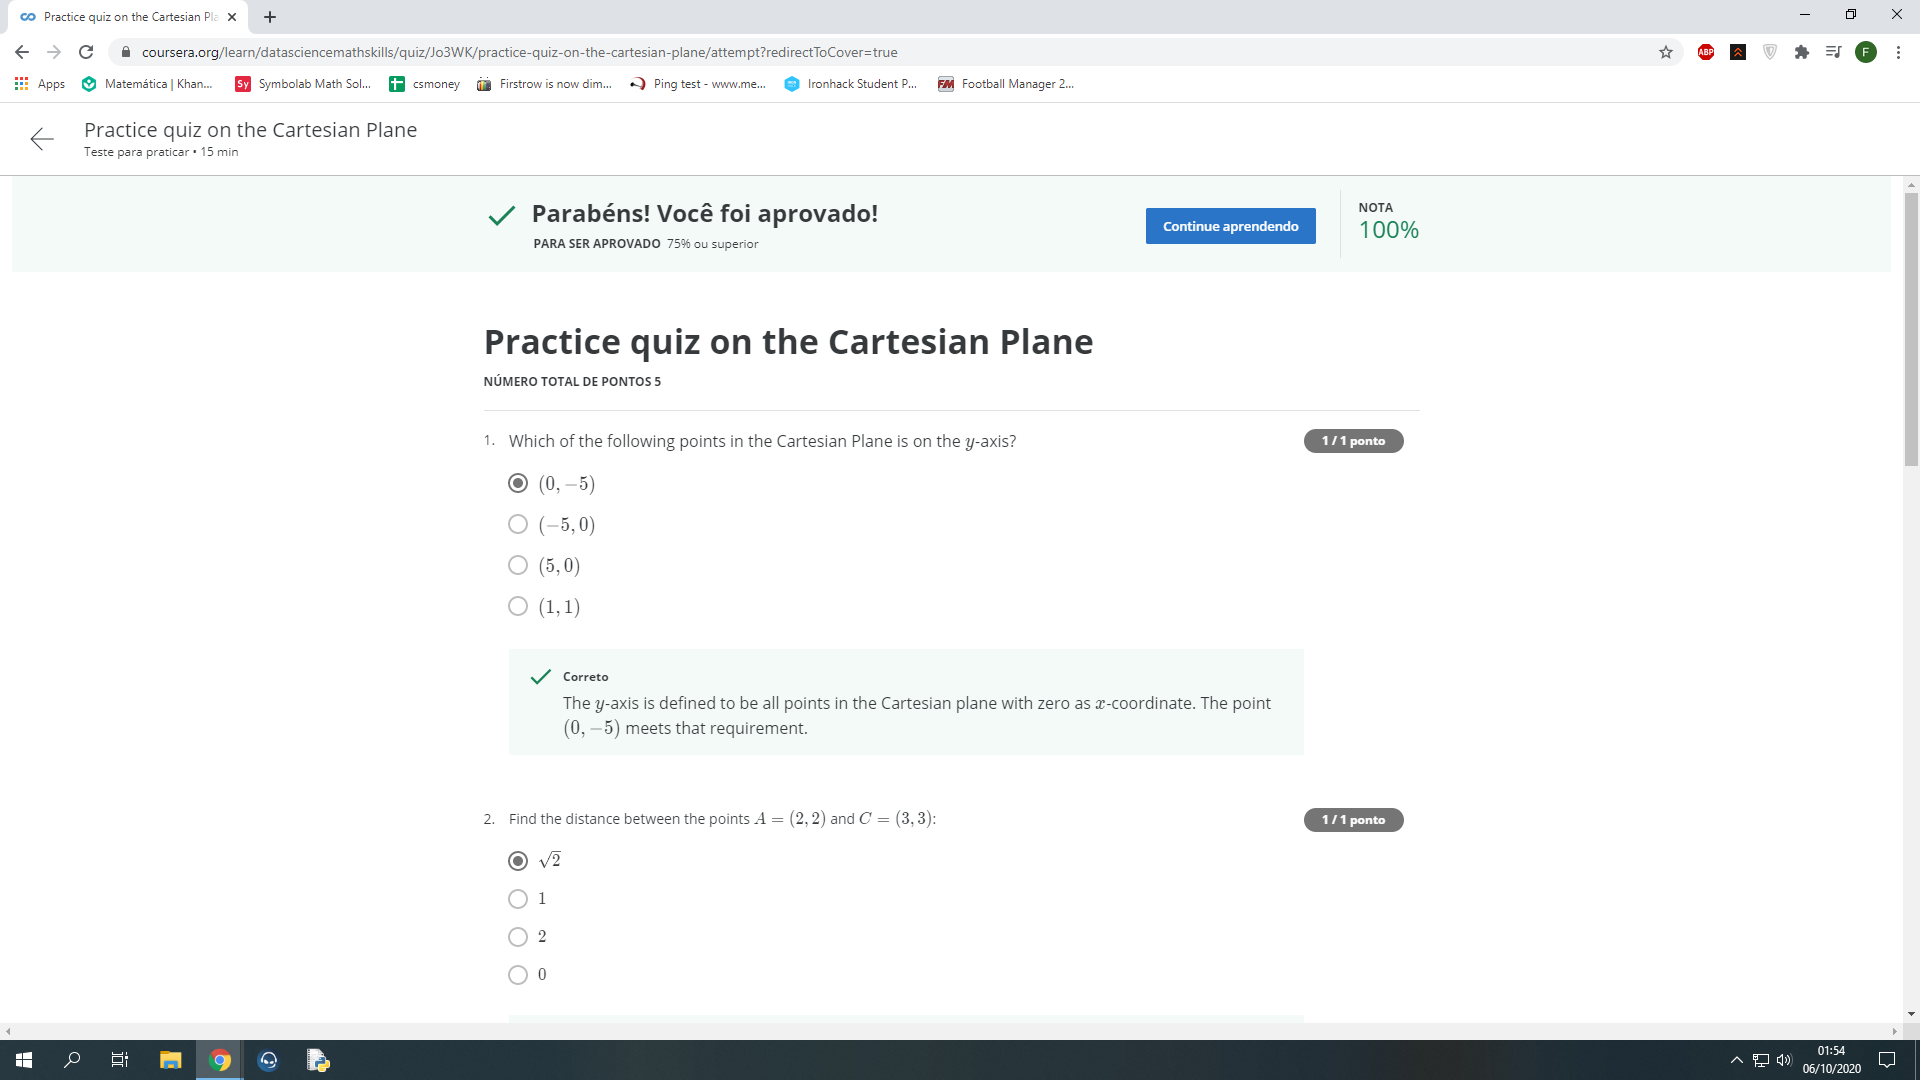 Practice quiz on the Cartesian Pla
coursera.org/learn/datasciencemathskills/quiz/Jo3WK/practice-quiz-on-the-cartesian-plane/attempt?redirectToCover=true
ABP
F
Apps
Matemática | Khan...
Sy
Symbolab Math Sol...
csmoney
Firstrow is now dim...
Ping test - www.me...
Ironhack Student P...
FM
Football Manager 2...
Practice quiz on the Cartesian Plane
Teste para praticar • 15 min
Parabéns! Você foi aprovado!
PARA SER APROVADO 75% ou superior
Continue aprendendo
NOTA
100%
Practice quiz on the Cartesian Plane
NÚMERO TOTAL DE PONTOS 5
1. Which of the following points in the Cartesian Plane is on the y-axis?
1 / 1 ponto
(0, −5)
(−5, 0)
(5, 0)
(1, 1)
Correto
The y-axis is defined to be all points in the Cartesian plane with zero as x-coordinate. The point
(0, −5) meets that requirement.
2. Find the distance between the points A = (2, 2) and C = (3, 3):
1 / 1 ponto
√2
1
2
0
01:54
06/10/2020